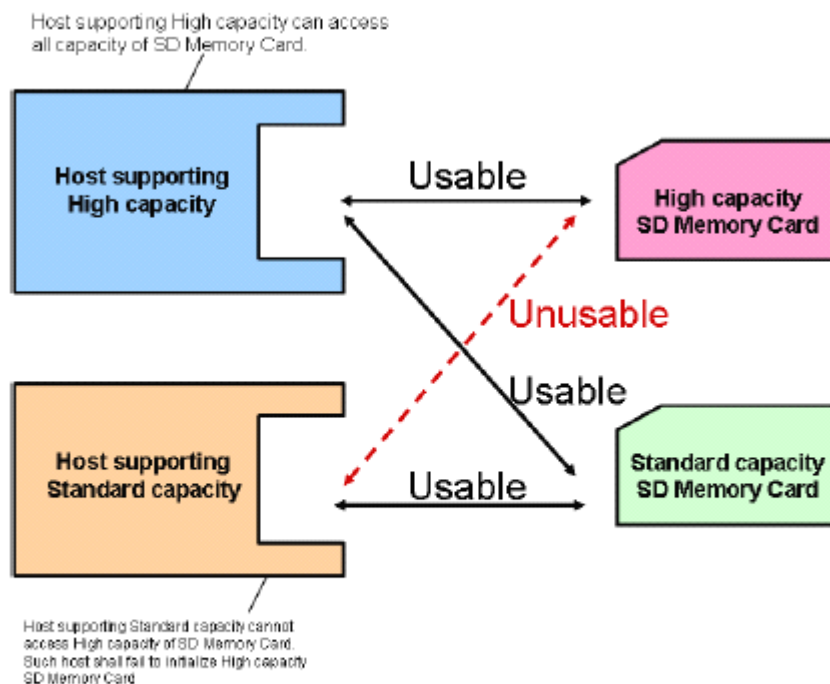 Host supporting High capacity can access
all capacity of SD Memory Card.
Host supporting
High capacity
Usable
High capacity
SD Memory Card
Unusable
Usable
Host supporting
Standard capacity
Usable
Standard capacity
SD Memory Card
Host supporting Standard capacity cannot
access High capacity of SD Memory Card.
Such host shall fail to initialize High capacity
SD Memory Card